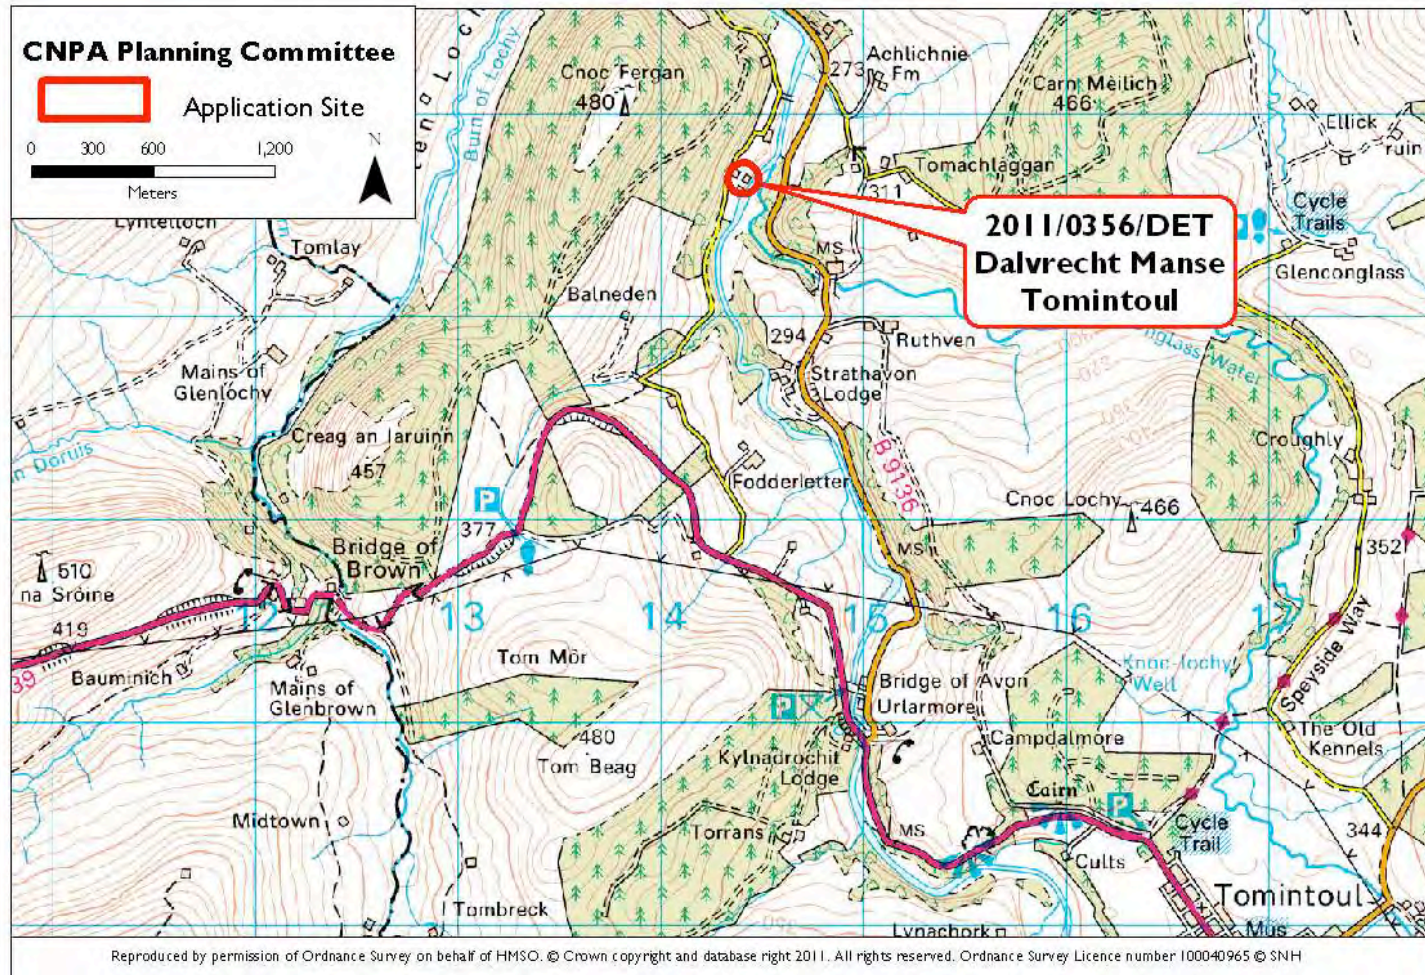 CNPA Planning Committee
Application Site
0 300 600 1,200
Meters
N
Burn of Lochy
Cnoc Fergan
480
273
Achlichnie
Fm
Carn Mèilich
466
Ellick
ruin
Tomachlaggan
311
Cycle
Trails
2011/0356/DET
Dalvrecht Manse
Tomintoul
Glenconglass
Tomlay
MS
Balneden
294
Ruthven
Strathavon
Lodge
Mains of
Glenlochy
Creag an Iaruinn
457
Water
Croughly
B 9136
Fodderletter
Cnoc Lochy
466
P
377
MS
352
Bridge of
Brown
510
na Sròine
419
12
13
14
15
16
17
39
Bauminich
Mains of
Glenbrown
Tom Mòr
Bridge of Avon
Urlarmore
Knoc-lochy
Well
Speyside Way
The Old
Kennels
P
480
Tom Beag
Kylnadrochit
Lodge
Campdalmore
Cairn
P
Midtown
Torrans
MS
Cycle
Trail
344
Cults
Tomintoul
Tombreck
Lynachork
Mus
Reproduced by permission of Ordnance Survey on behalf of HMSO. © Crown copyright and database right 2011. All rights reserved. Ordnance Survey Licence number 100040965 © SNH